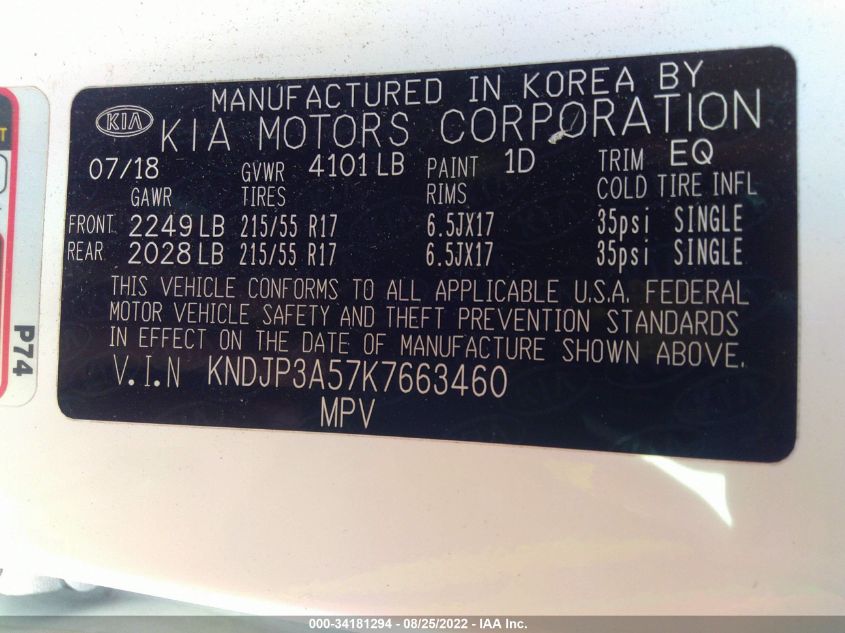 MANUFACTURED IN KOREA BY
KIA KIA MOTORS CORPORATION
07/18 GVWR 4101 LB PAINT 1D TRIM EQ
GAWR TIRES RIMS COLD TIRE INFL
FRONT 2249 LB 215/55 R17 6.5JX17 35psi SINGLE
REAR 2028 LB 215/55 R17 6.5JX17 35psi SINGLE
THIS VEHICLE CONFORMS TO ALL APPLICABLE U.S.A. FEDERAL
MOTOR VEHICLE SAFETY AND THEFT PREVENTION STANDARDS
IN EFFECT ON THE DATE OF MANUFACTURE SHOWN ABOVE.
V.I.N KNDJP3A57K7663460
MPV
P74
000-34181294 - 08/25/2022 - IAA Inc.